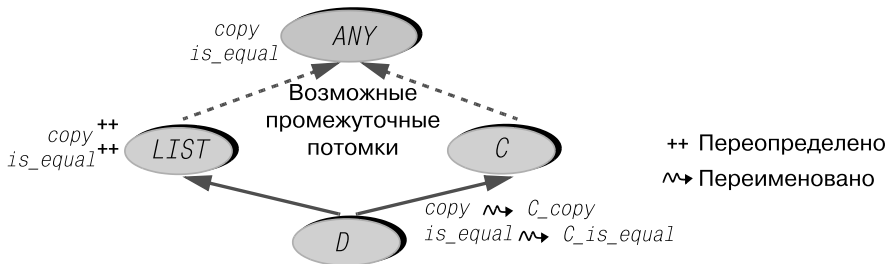 copy
ANY
is_equal
Возможные
промежуточные
потомки
copy ++
is_equal ++
LIST
C
++ Переопределено
Переименовано
D
copy C_copy
is_equal C_is_equal